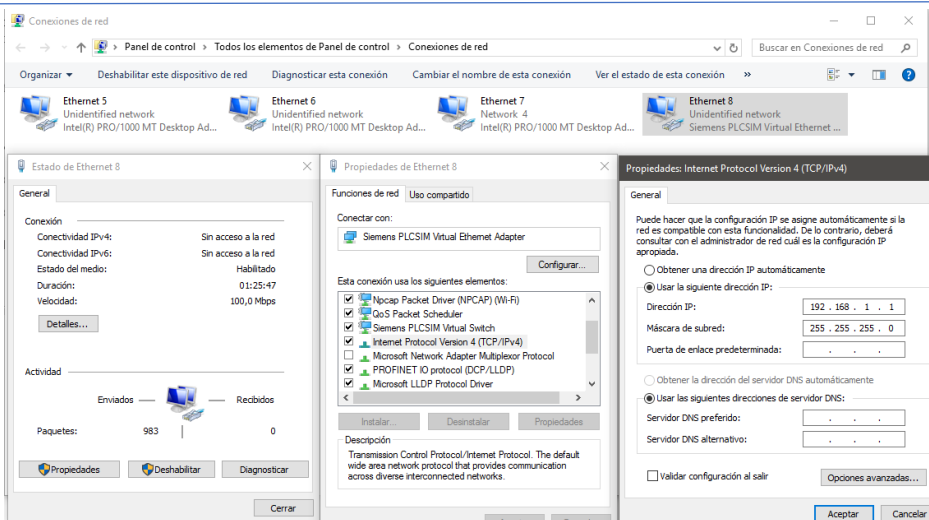 Conexiones de red
Panel de control > Todos los elementos de Panel de control > Conexiones de red
Buscar en Conexiones de red
Organizar
Deshabilitar este dispositivo de red
Diagnosticar esta conexión
Cambiar el nombre de esta conexión
Ver el estado de esta conexión
»
Ethernet 5
Unidentified network
Intel(R) PRO/1000 MT Desktop Ad...
Ethernet 6
Unidentified network
Intel(R) PRO/1000 MT Desktop Ad...
Ethernet 7
Network 4
Intel(R) PRO/1000 MT Desktop Ad...
Ethernet 8
Unidentified network
Siemens PLCSIM Virtual Ethernet ...
Estado de Ethernet 8
General
Conexión
Conectividad IPv4: Sin acceso a la red
Conectividad IPv6: Sin acceso a la red
Estado del medio: Habilitado
Duración: 01:25:47
Velocidad: 100,0 Mbps
Detalles...
Actividad
Enviados — Recibidos
Paquetes: 983 | 0
Propiedades
Deshabilitar
Diagnosticar
Cerrar
Propiedades de Ethernet 8
Funciones de red
Uso compartido
Conectar con:
Siemens PLCSIM Virtual Ethernet Adapter
Configurar...
Esta conexión usa los siguientes elementos:
Npcap Packet Driver (NPCAP) (Wi-Fi)
QoS Packet Scheduler
Siemens PLCSIM Virtual Switch
Internet Protocol Version 4 (TCP/IPv4)
Microsoft Network Adapter Multiplexor Protocol
PROFINET IO protocol (DCP/LLDP)
Microsoft LLDP Protocol Driver
Instalar...
Desinstalar
Propiedades
Descripción
Transmission Control Protocol/Internet Protocol. The default
wide area network protocol that provides communication
across diverse interconnected networks.
Propiedades: Internet Protocol Version 4 (TCP/IPv4)
General
Puede hacer que la configuración IP se asigne automáticamente si la
red es compatible con esta funcionalidad. De lo contrario, deberá
consultar con el administrador de red cuál es la configuración IP
apropiada.
Obtener una dirección IP automáticamente
Usar la siguiente dirección IP:
Dirección IP: 192 . 168 . 1 . 1
Máscara de subred: 255 . 255 . 255 . 0
Puerta de enlace predeterminada: . . .
Obtener la dirección del servidor DNS automáticamente
Usar las siguientes direcciones de servidor DNS:
Servidor DNS preferido: . . .
Servidor DNS alternativo: . . .
Validar configuración al salir
Opciones avanzadas...
Aceptar
Cancelar